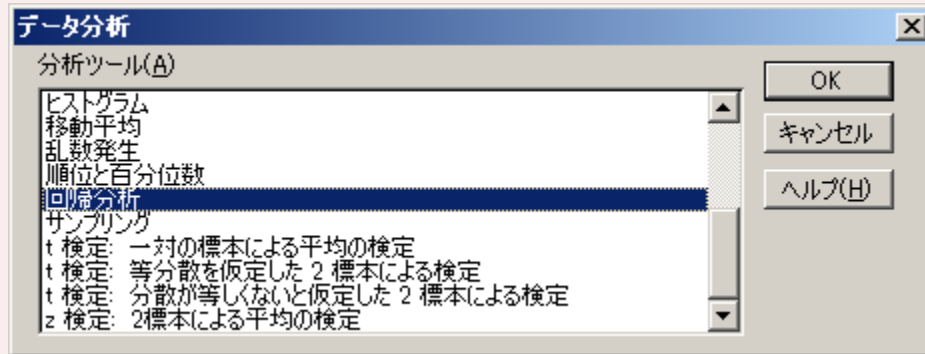 データ分析
分析ツール(A)
ヒストグラム
移動平均
乱数発生
順位と百分位数
回帰分析
サンプリング
t 検定: 一対の標本による平均の検定
t 検定: 等分散を仮定した 2 標本による検定
t 検定: 分散が等しくないと仮定した 2 標本による検定
z 検定: 2標本による平均の検定
OK
キャンセル
ヘルプ(H)